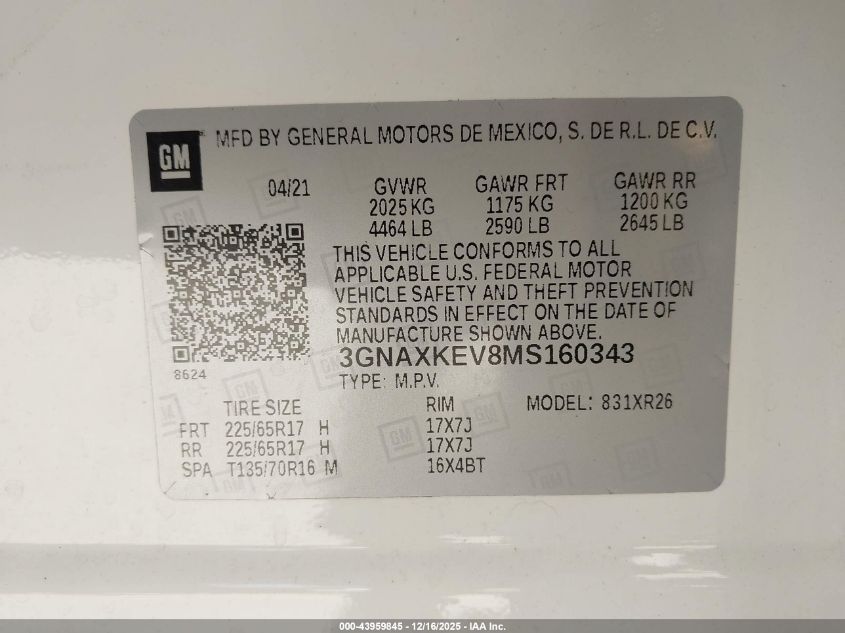 GM
MFD BY GENERAL MOTORS DE MEXICO, S. DE R.L. DE C.V.
04/21 GVWR GAWR FRT GAWR RR
2025 KG 1175 KG 1200 KG
4464 LB 2590 LB 2645 LB
THIS VEHICLE CONFORMS TO ALL
APPLICABLE U.S. FEDERAL MOTOR
VEHICLE SAFETY AND THEFT PREVENTION
STANDARDS IN EFFECT ON THE DATE OF
MANUFACTURE SHOWN ABOVE.
3GNAXKEV8MS160343
8624
TYPE: M.P.V.
TIRE SIZE RIM MODEL: 831XR26
FRT 225/65R17 H 17X7J
RR 225/65R17 H 17X7J
SPA T135/70R16 M 16X4BT
000-43959845 - 12/16/2025 - IAA Inc.